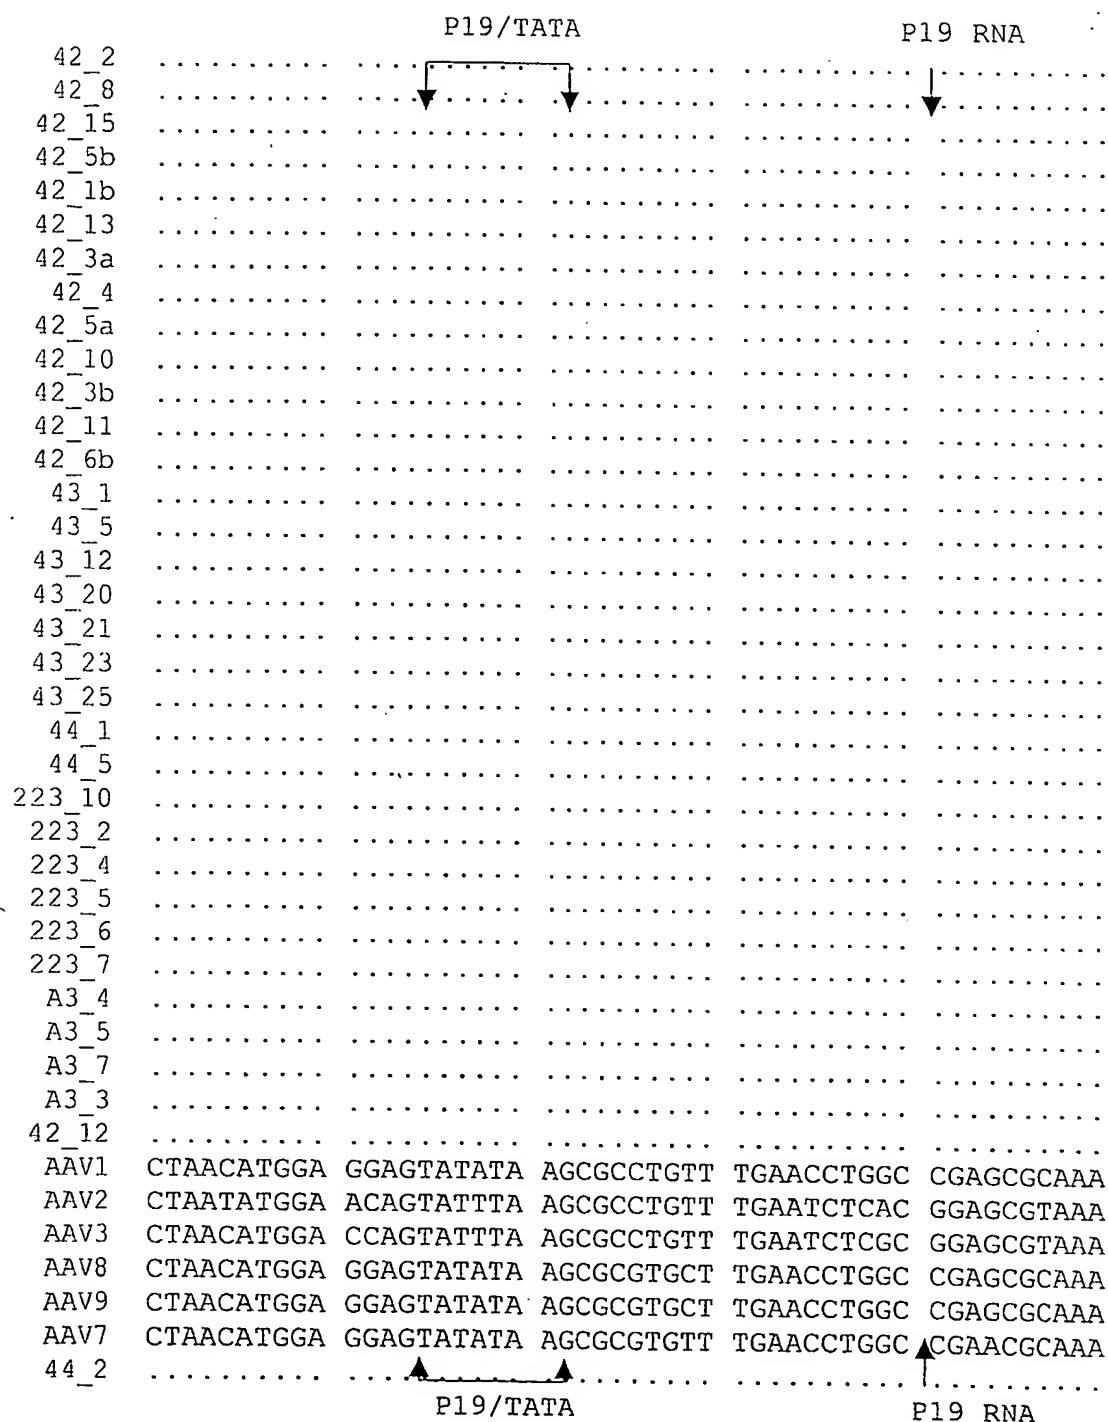 P19/TATA P19 RNA
42_2 .......... .......... .......... .......... ..........
42_8 .......... .......... .......... .......... ..........
42_15 .......... .......... .......... .......... ..........
42_5b .......... .......... .......... .......... ..........
42_1b .......... .......... .......... .......... ..........
42_13 .......... .......... .......... .......... ..........
42_3a .......... .......... .......... .......... ..........
42_4 .......... .......... .......... .......... ..........
42_5a .......... .......... .......... .......... ..........
42_10 .......... .......... .......... .......... ..........
42_3b .......... .......... .......... .......... ..........
42_11 .......... .......... .......... .......... ..........
42_6b .......... .......... .......... .......... ..........
43_1 .......... .......... .......... .......... ..........
43_5 .......... .......... .......... .......... ..........
43_12 .......... .......... .......... .......... ..........
43_20 .......... .......... .......... .......... ..........
43_21 .......... .......... .......... .......... ..........
43_23 .......... .......... .......... .......... ..........
43_25 .......... .......... .......... .......... ..........
44_1 .......... .......... .......... .......... ..........
44_5 .......... .......... .......... .......... ..........
223_10 .......... .......... .......... .......... ..........
223_2 .......... .......... .......... .......... ..........
223_4 .......... .......... .......... .......... ..........
223_5 .......... .......... .......... .......... ..........
223_6 .......... .......... .......... .......... ..........
223_7 .......... .......... .......... .......... ..........
A3_4 .......... .......... .......... .......... ..........
A3_5 .......... .......... .......... .......... ..........
A3_7 .......... .......... .......... .......... ..........
A3_3 .......... .......... .......... .......... ..........
42_12 .......... .......... .......... .......... ..........
AAV1 CTAACATGGA GGAGTATATA AGCGCCTGTT TGAACCTGGC CGAGCGCAAA
AAV2 CTAATATGGA ACAGTATTTA AGCGCCTGTT TGAATCTCAC GGAGCGTAAA
AAV3 CTAACATGGA CCAGTATTTA AGCGCCTGTT TGAATCTCGC GGAGCGTAAA
AAV8 CTAACATGGA GGAGTATATA AGCGCGTGCT TGAACCTGGC CGAGCGCAAA
AAV9 CTAACATGGA GGAGTATATA AGCGCGTGCT TGAACCTGGC CGAGCGCAAA
AAV7 CTAACATGGA GGAGTATATA AGCGCGTGTT TGAACCTGGC CGAACGCAAA
44_2 .......... .......... .......... .......... ..........
P19/TATA P19 RNA